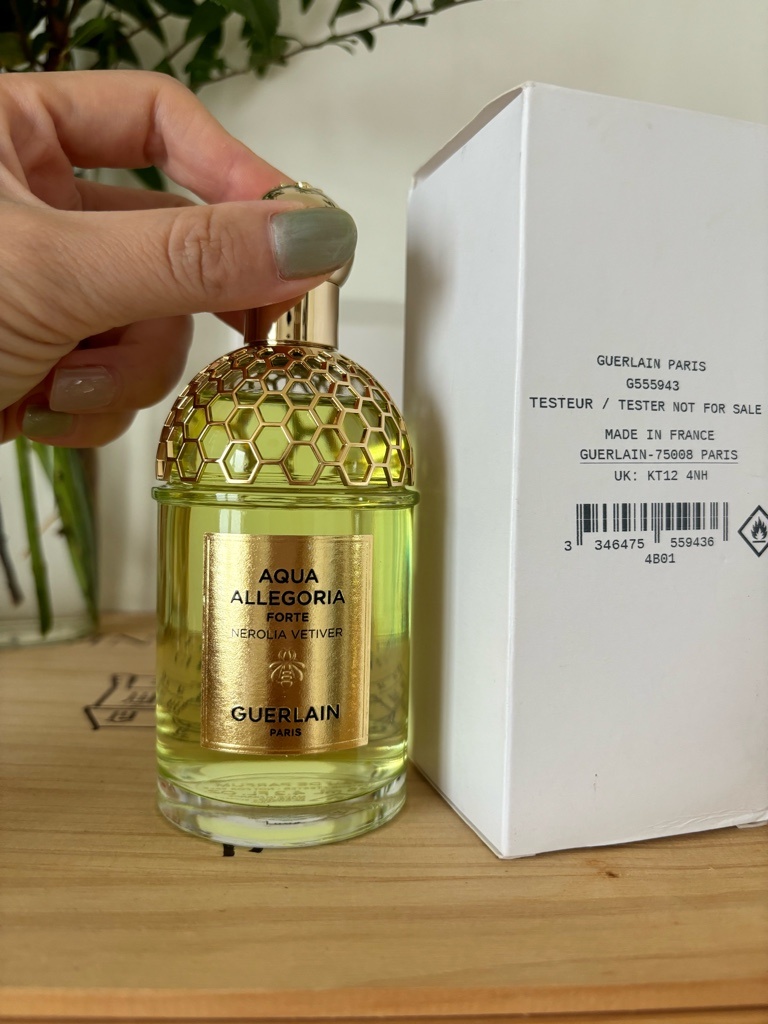 AQUA
ALLEGORIA
FORTE
NEROLIA VETIVER
GUERLAIN
PARIS
GUERLAIN PARIS
G555943
TESTEUR / TESTER NOT FOR SALE
MADE IN FRANCE
GUERLAIN-75008 PARIS
UK: KT12 4NH
3 346475 559436
4B01